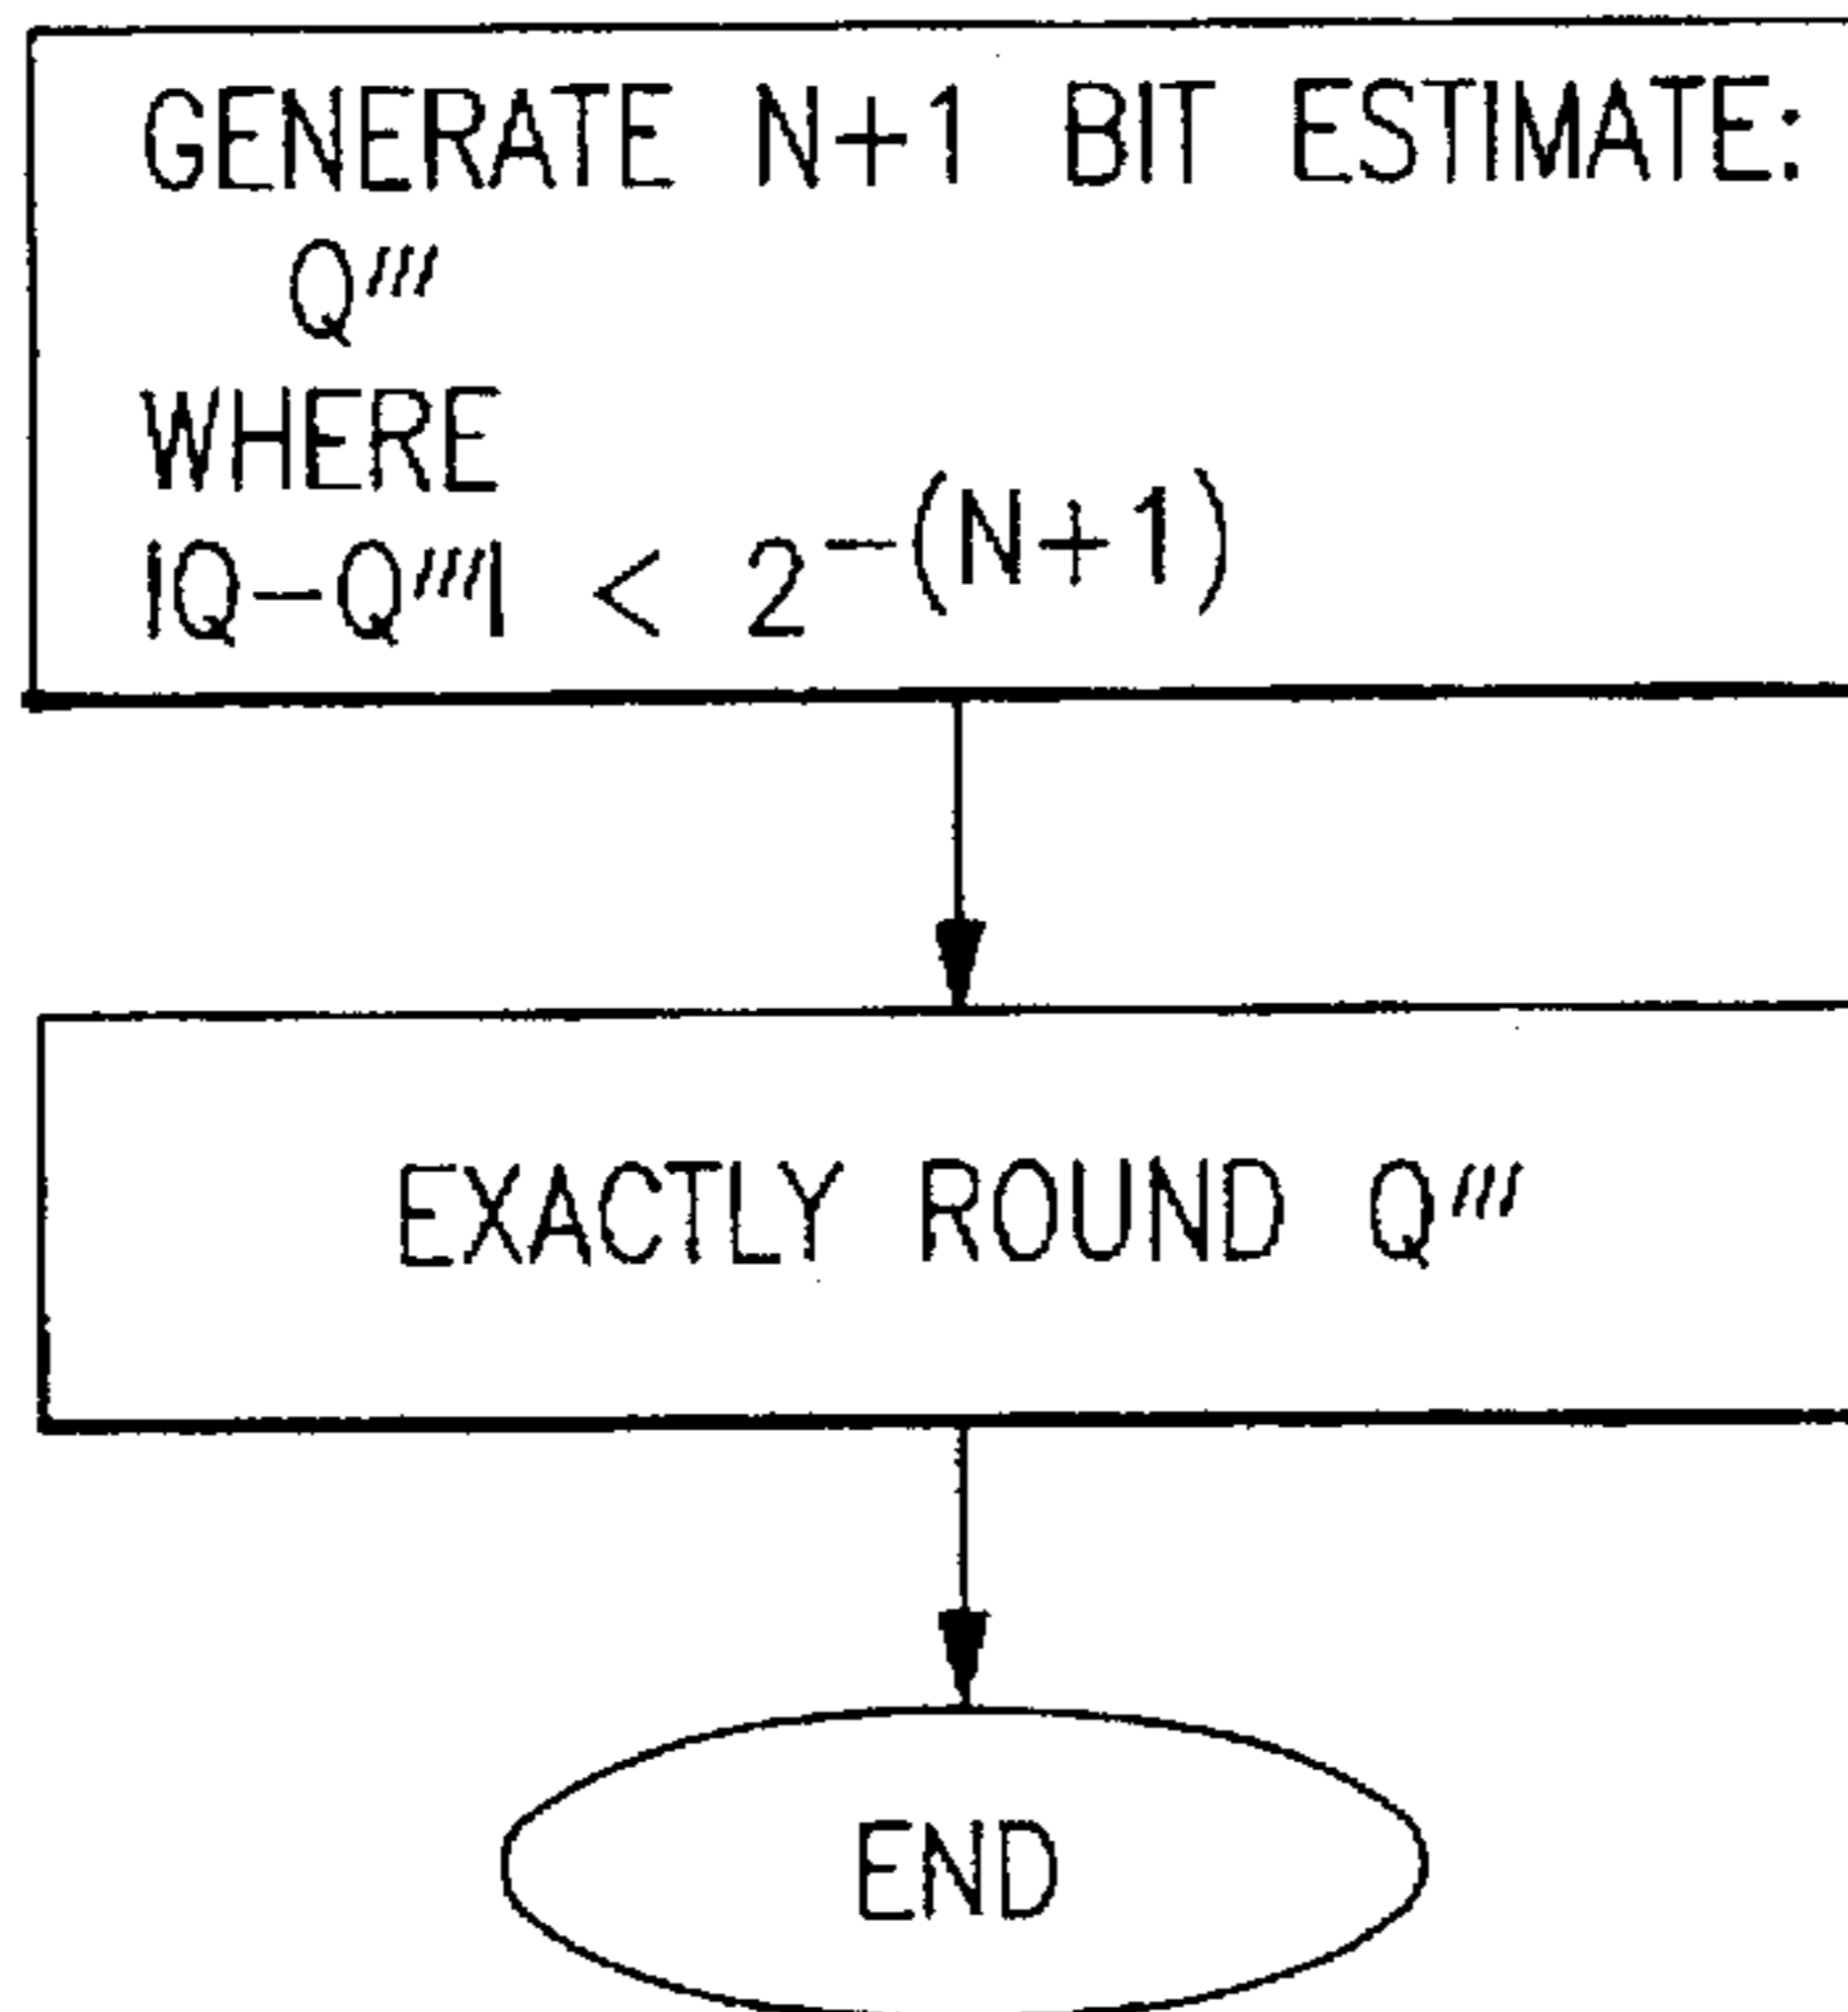 GENERATE N+1 BIT ESTIMATE:
Q'''
WHERE
|Q-Q'''| < 2^-(N+1)
EXACTLY ROUND Q'''
END